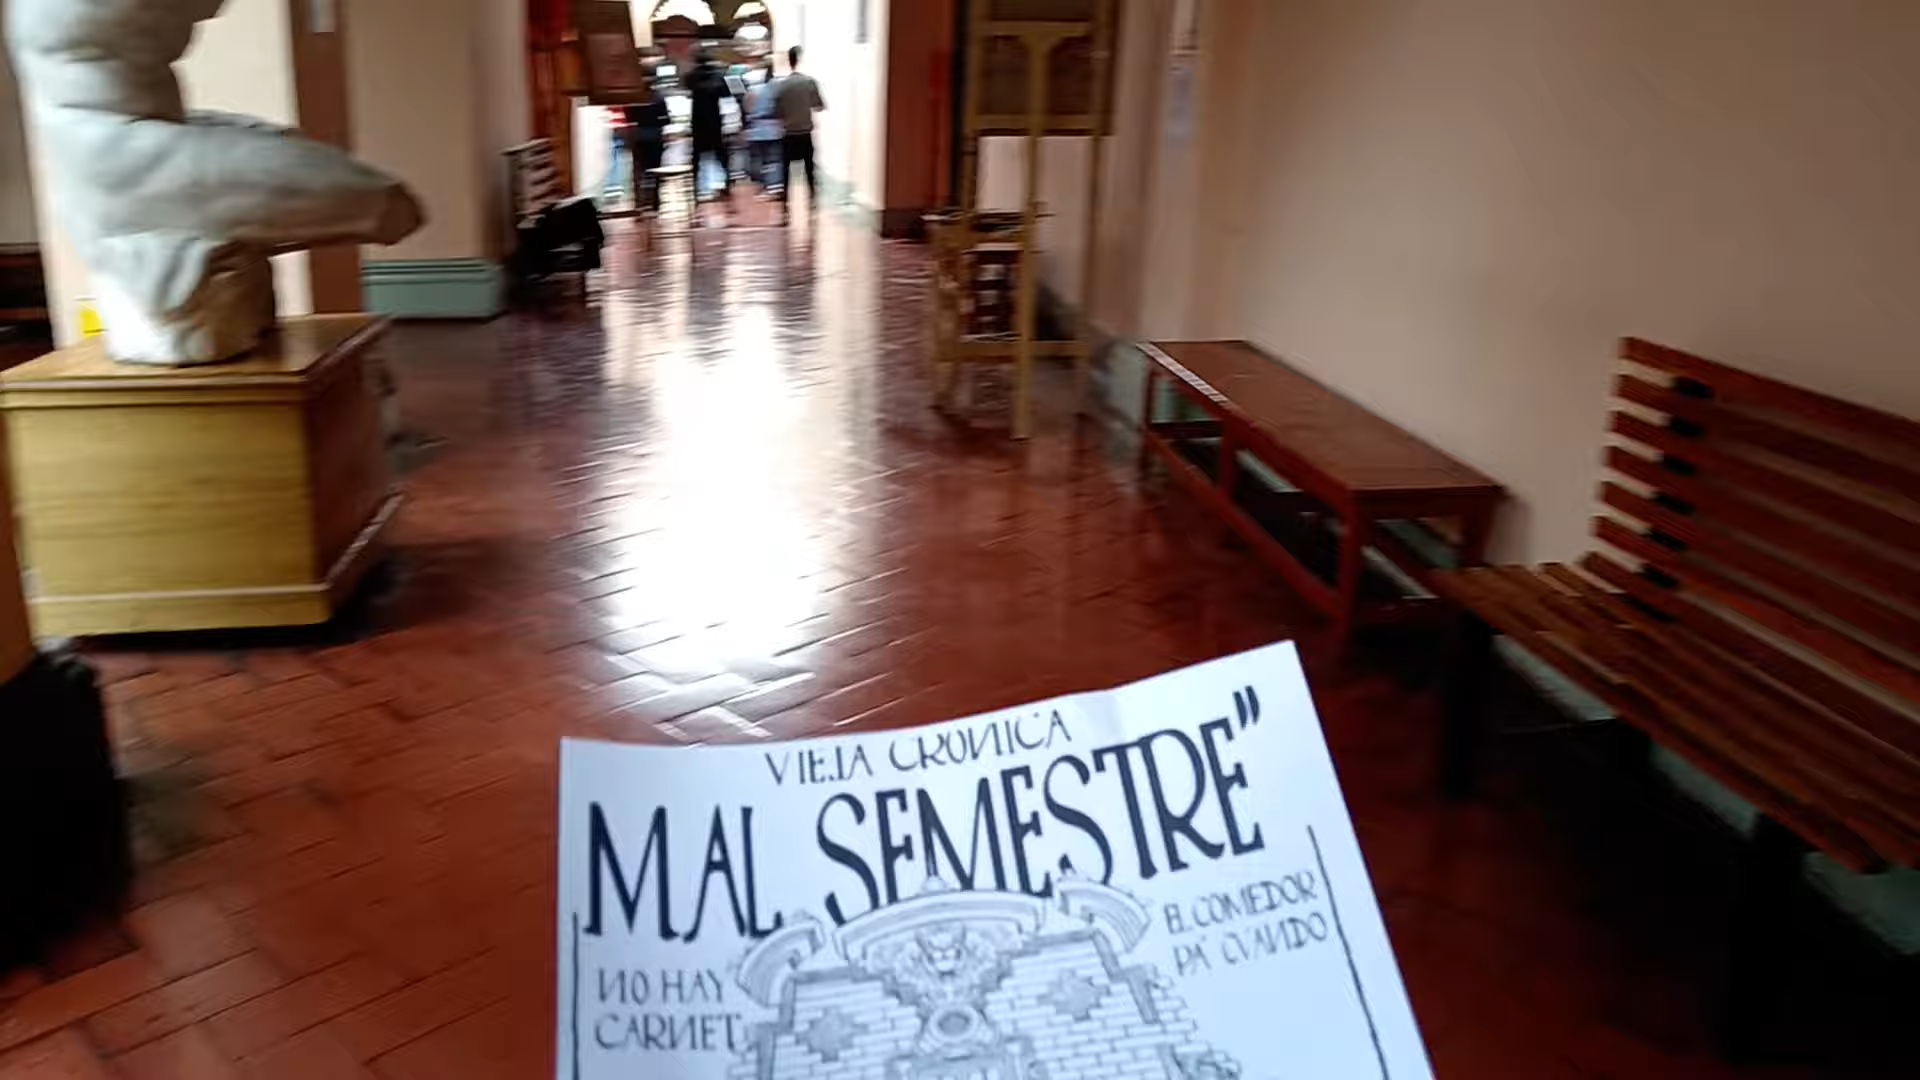 VIEJA CRONICA
MAL SEMESTRE"
NO HAY
CARNET
EL COMEDOR
PA' CUANDO